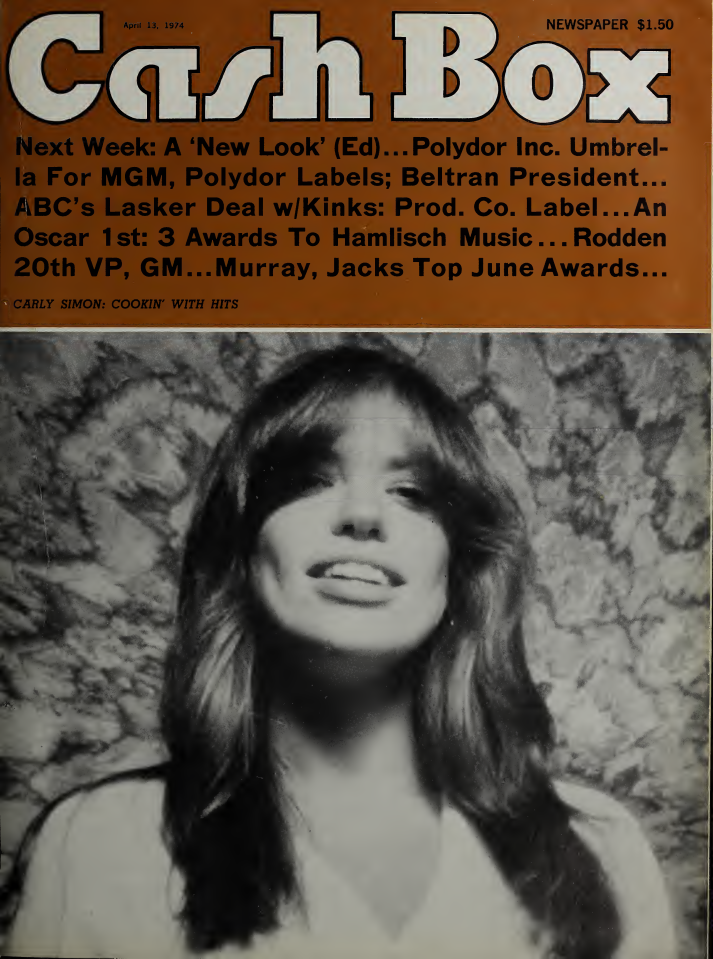 April 13, 1974
NEWSPAPER $1.50
Cash Box
Next Week: A 'New Look' (Ed)...Polydor Inc. Umbrel-
la For MGM, Polydor Labels; Beltran President...
ABC's Lasker Deal w/Kinks: Prod. Co. Label...An
Oscar 1st: 3 Awards To Hamlisch Music...Rodden
20th VP, GM...Murray, Jacks Top June Awards...
CARLY SIMON: COOKIN' WITH HITS